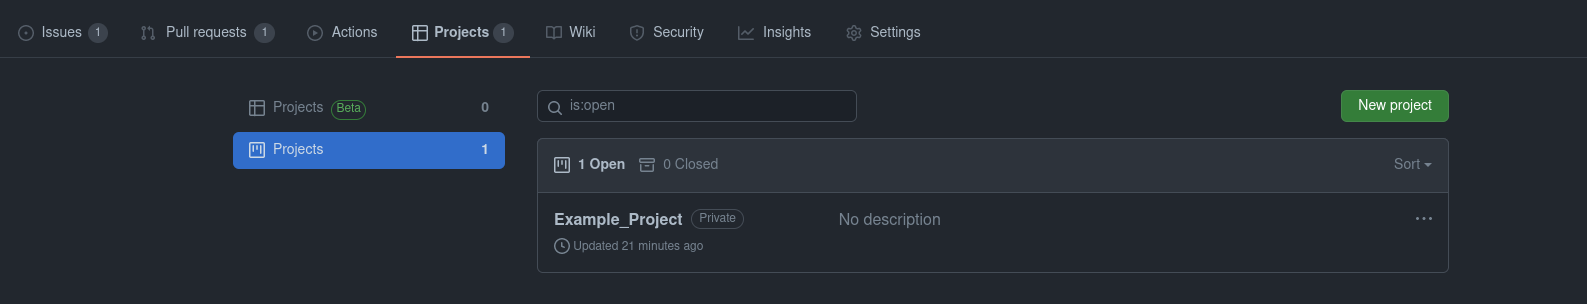 Issues 1 Pull requests 1 Actions Projects 1 Wiki Security Insights Settings
Projects Beta 0
Projects 1
is:open
New project
1 Open 0 Closed Sort
Example_Project Private No description
Updated 21 minutes ago